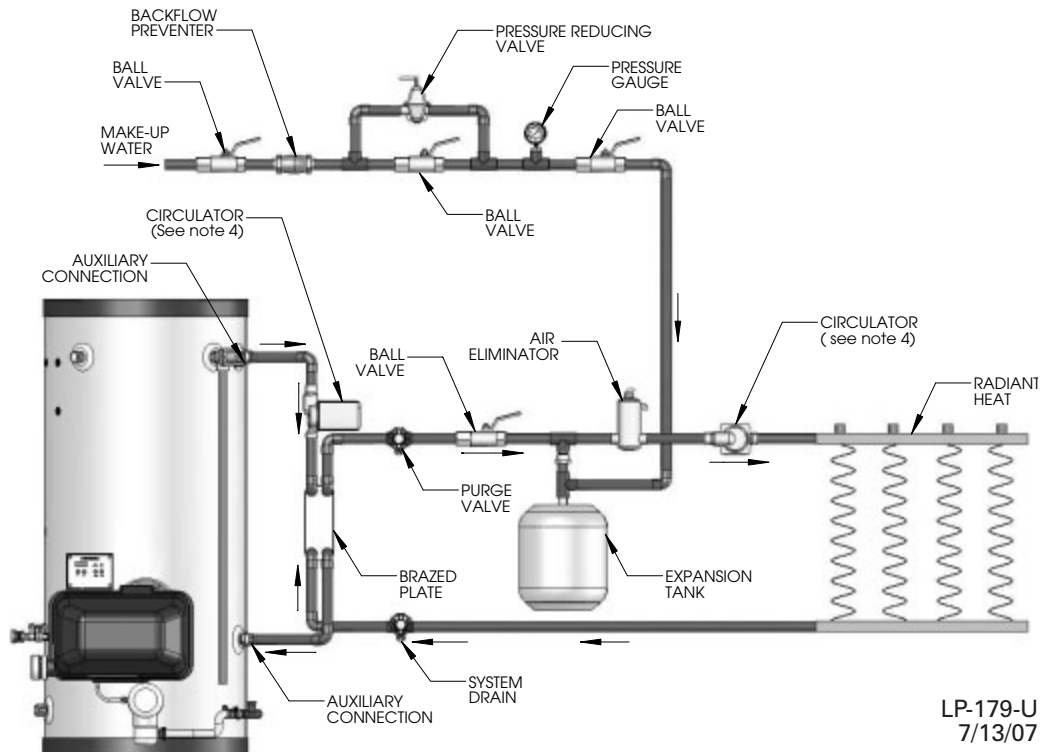 BACKFLOW
PREVENTER
PRESSURE REDUCING
VALVE
BALL
VALVE
PRESSURE
GAUGE
BALL
VALVE
MAKE-UP
WATER
BALL
VALVE
CIRCULATOR
(See note 4)
AUXILIARY
CONNECTION
BALL
VALVE
AIR
ELIMINATOR
CIRCULATOR
( see note 4)
RADIANT
HEAT
PURGE
VALVE
BRAZED
PLATE
EXPANSION
TANK
AUXILIARY
CONNECTION
SYSTEM
DRAIN
LP-179-U
7/13/07